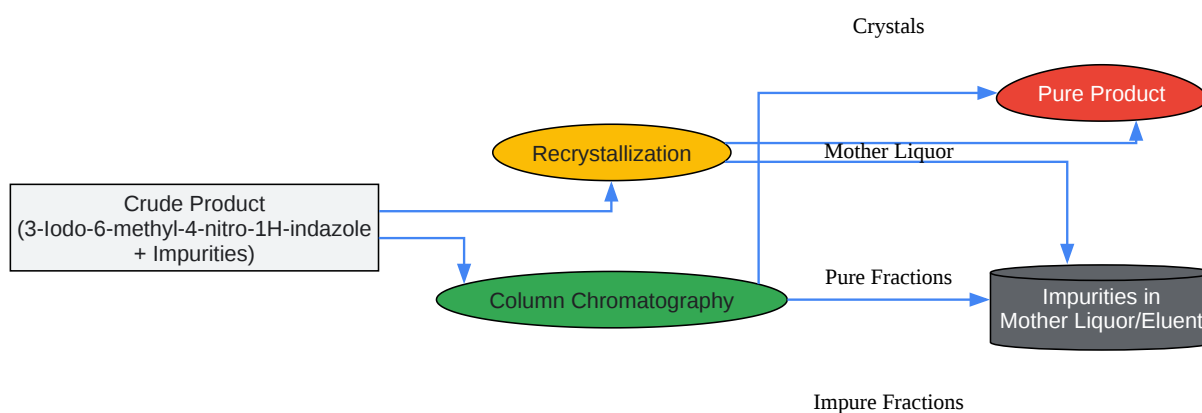 Crystals
Pure Product
Recrystallization
Mother Liquor
Crude Product
(3-Iodo-6-methyl-4-nitro-1H-indazole
+ Impurities)
Pure Fractions
Column Chromatography
Impurities in
Mother Liquor/Eluent
Impure Fractions